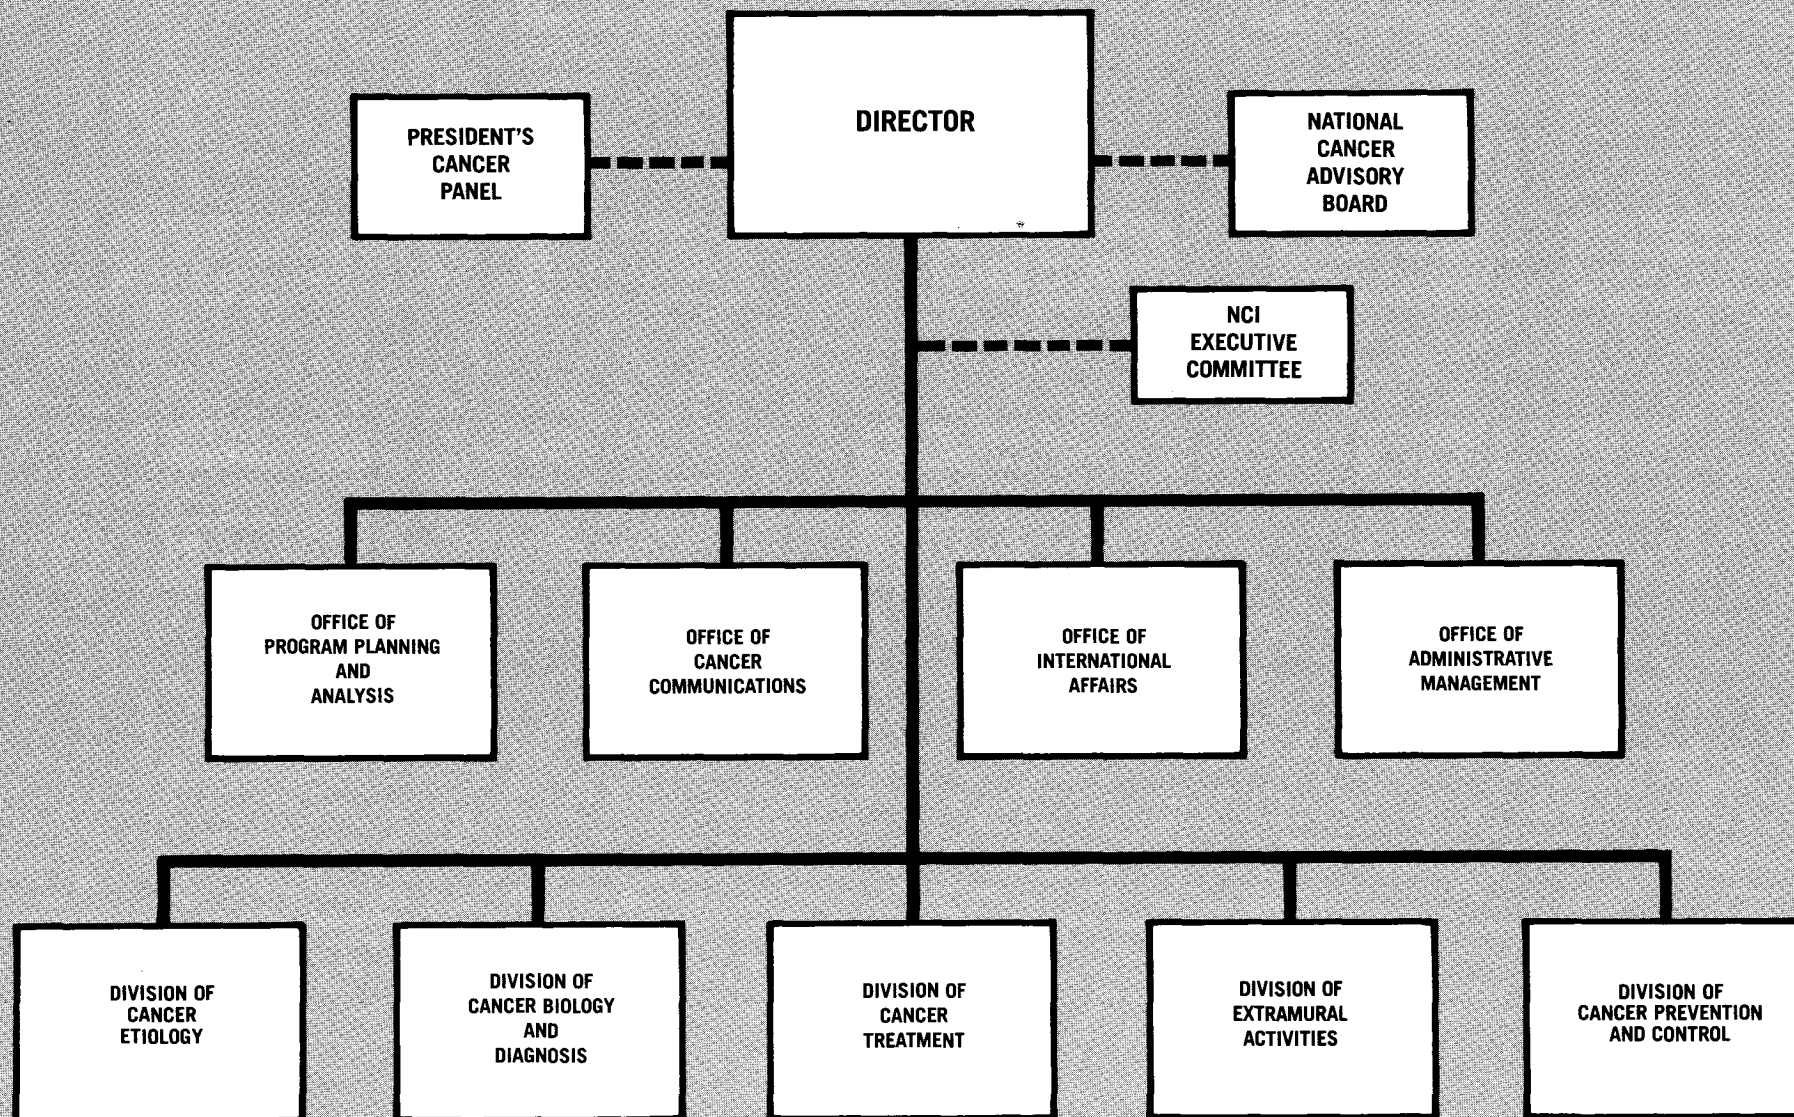 DIRECTOR
PRESIDENT'S
CANCER
PANEL
NATIONAL
CANCER
ADVISORY
BOARD
NCI
EXECUTIVE
COMMITTEE
OFFICE OF
PROGRAM PLANNING
AND
ANALYSIS
OFFICE OF
CANCER
COMMUNICATIONS
OFFICE OF
INTERNATIONAL
AFFAIRS
OFFICE OF
ADMINISTRATIVE
MANAGEMENT
DIVISION OF
CANCER
ETIOLOGY
DIVISION OF
CANCER BIOLOGY
AND
DIAGNOSIS
DIVISION OF
CANCER
TREATMENT
DIVISION OF
EXTRAMURAL
ACTIVITIES
DIVISION OF
CANCER PREVENTION
AND CONTROL